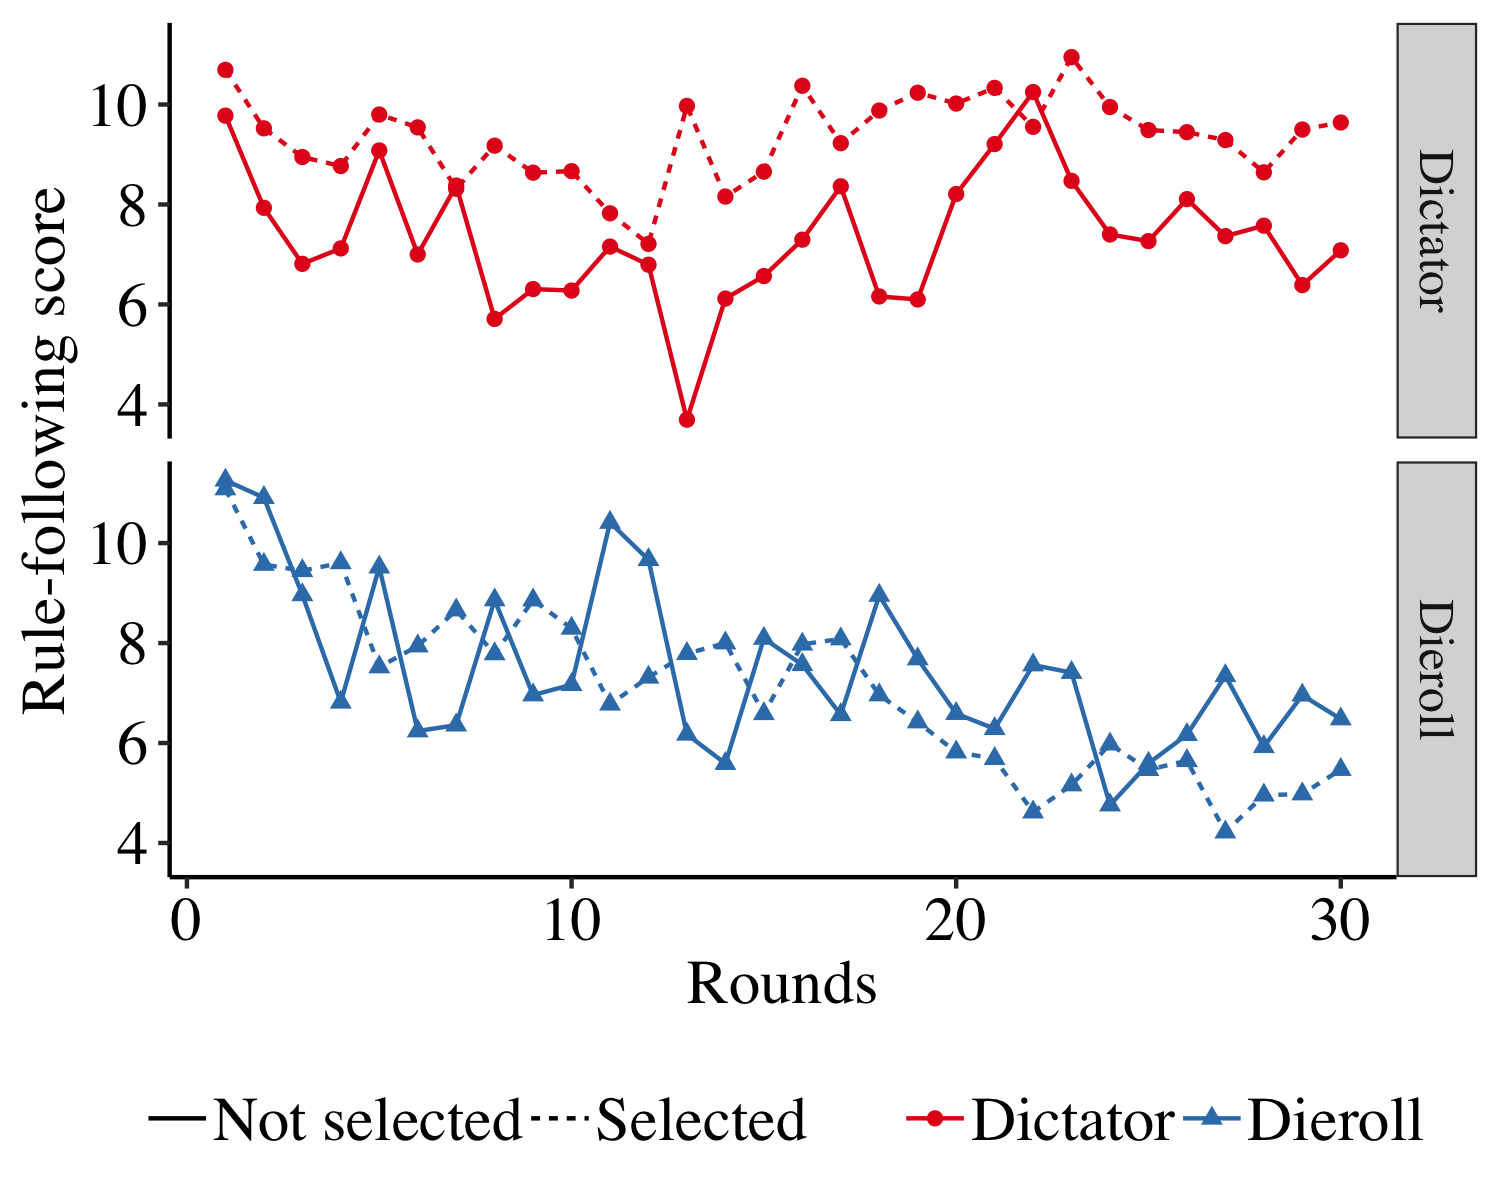 Rule-following score
10
8
6
4
Dictator
10
8
6
4
Dieroll
0 10 20 30
Rounds
Not selected Selected Dictator Dieroll